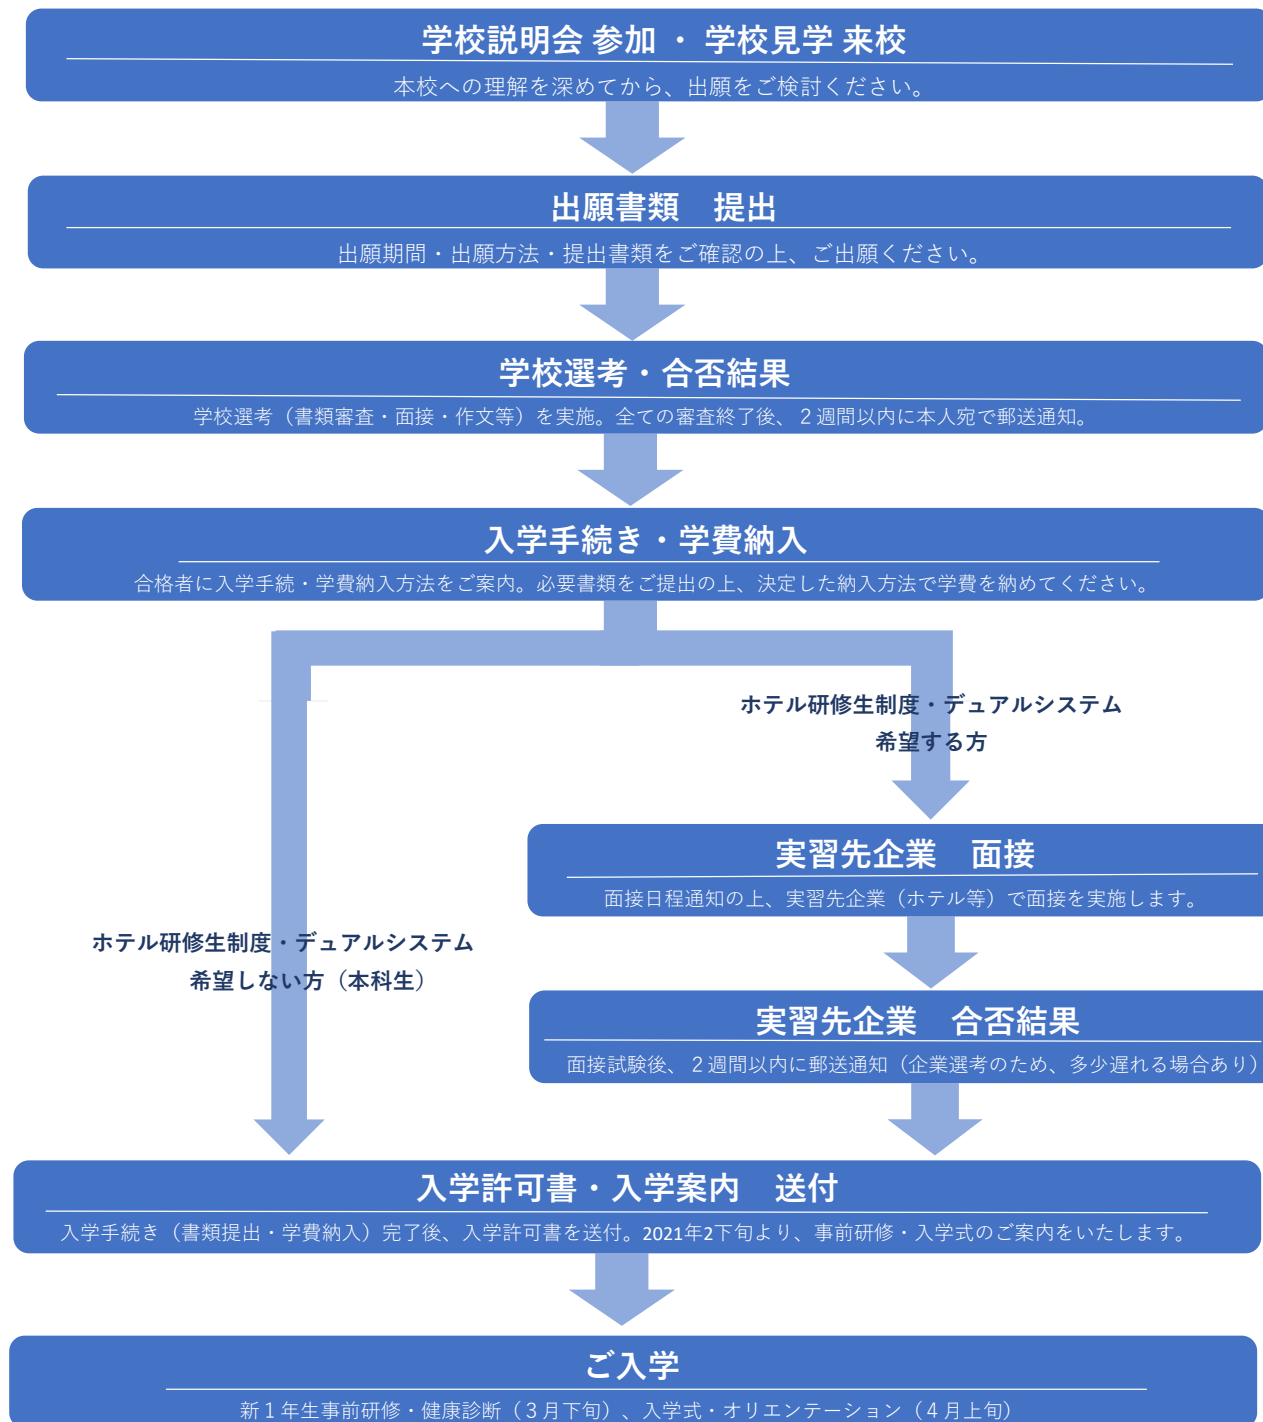 学校説明会 参加 ・ 学校見学 来校
本校への理解を深めてから、出願をご検討ください。
出願書類　提出
出願期間・出願方法・提出書類をご確認の上、ご出願ください。
学校選考・合否結果
学校選考（書類審査・面接・作文等）を実施。全ての審査終了後、２週間以内に本人宛で郵送通知。
入学手続き・学費納入
合格者に入学手続・学費納入方法をご案内。必要書類をご提出の上、決定した納入方法で学費を納めてください。
ホテル研修生制度・デュアルシステム
希望する方
実習先企業　面接
面接日程通知の上、実習先企業（ホテル等）で面接を実施します。
ホテル研修生制度・デュアルシステム
希望しない方（本科生）
実習先企業　合否結果
面接試験後、２週間以内に郵送通知（企業選考のため、多少遅れる場合あり）
入学許可書・入学案内　送付
入学手続き（書類提出・学費納入）完了後、入学許可書を送付。2021年2下旬より、事前研修・入学式のご案内をいたします。
ご入学
新１年生事前研修・健康診断（３月下旬）、入学式・オリエンテーション（４月上旬）